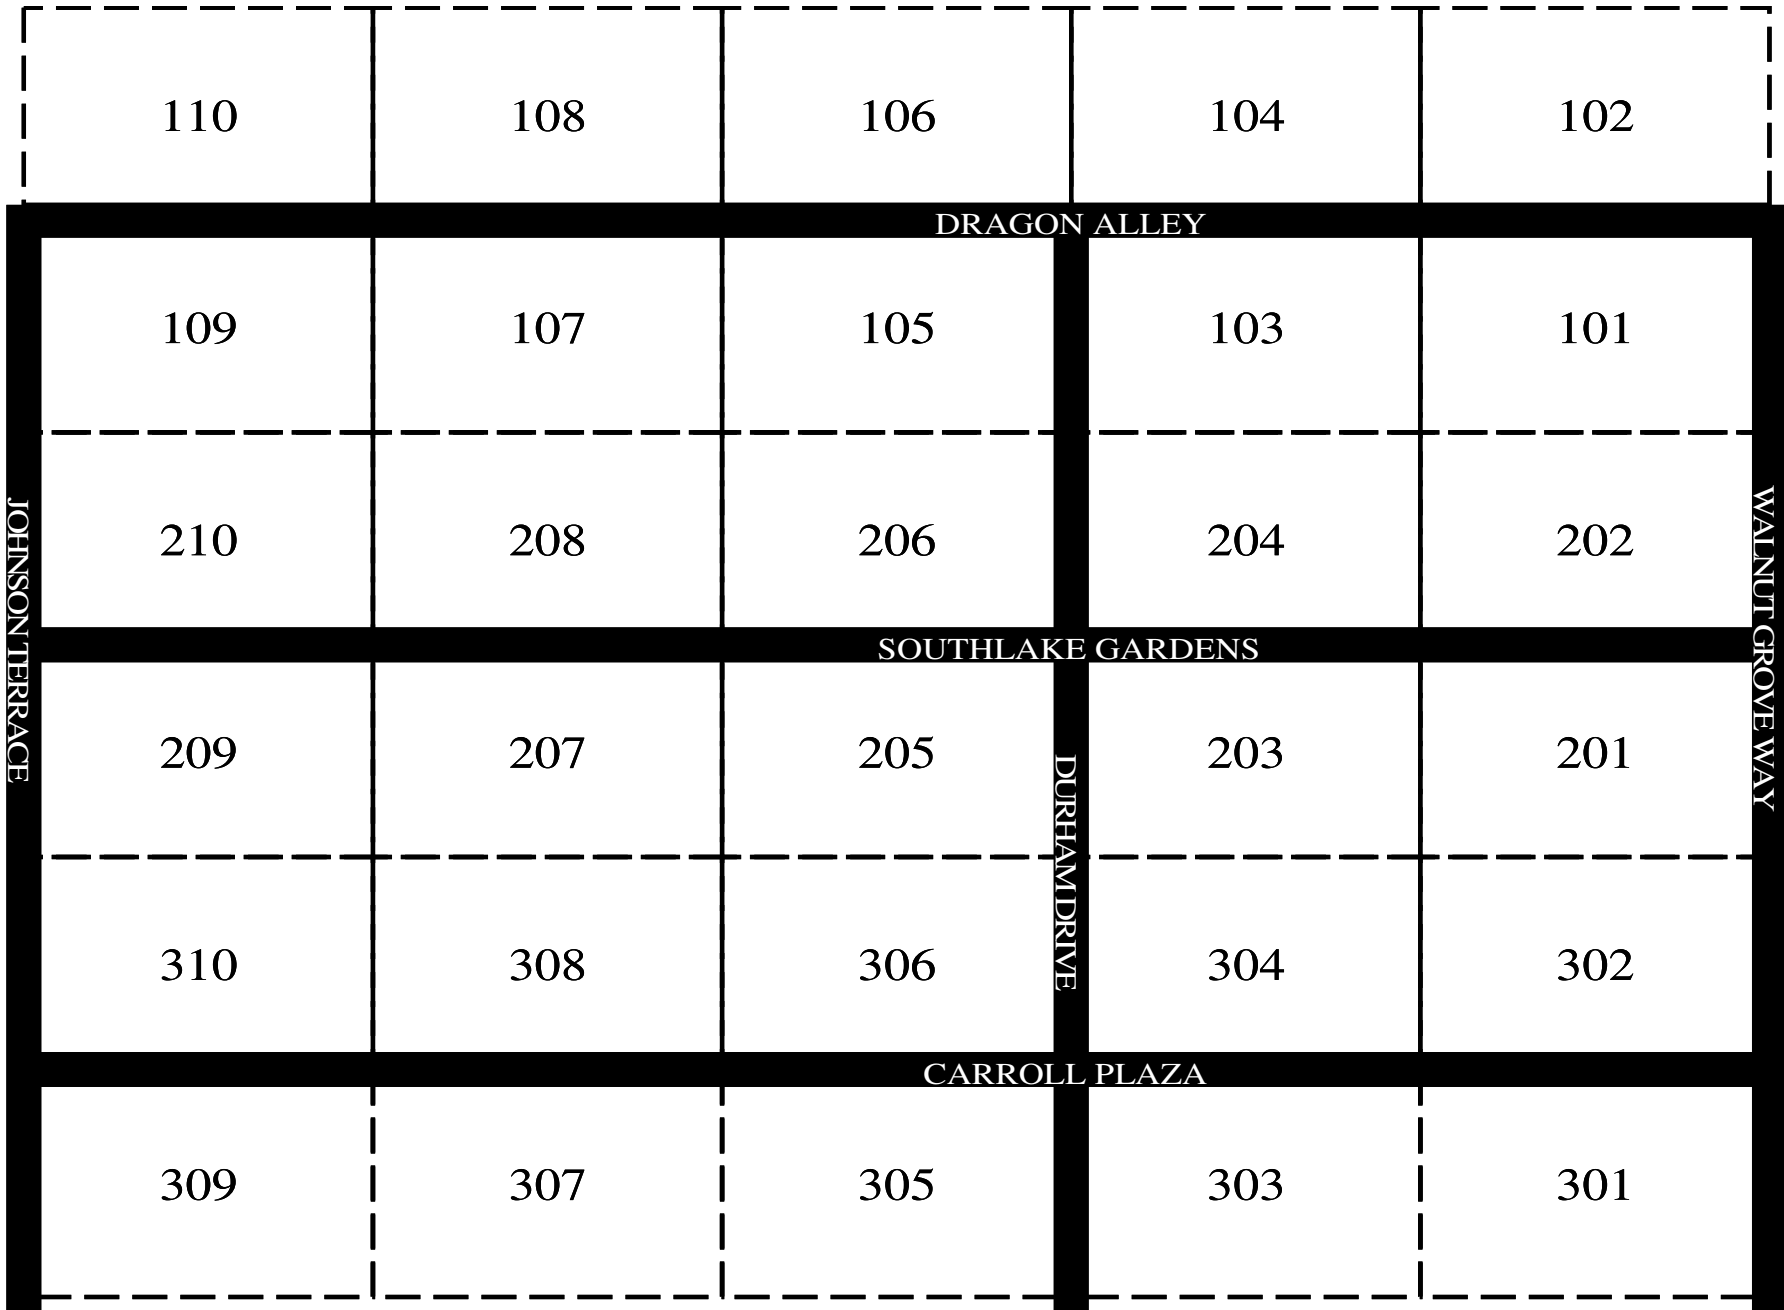 110 108 106 104 102
DRAGON ALLEY
109 107 105 103 101
210 208 206 204 202
JOHNSON TERRACE
WALNUT GROVE WAY
SOUTHLAKE GARDENS
209 207 205 203 201
DURHAM DRIVE
310 308 306 304 302
CARROLL PLAZA
309 307 305 303 301